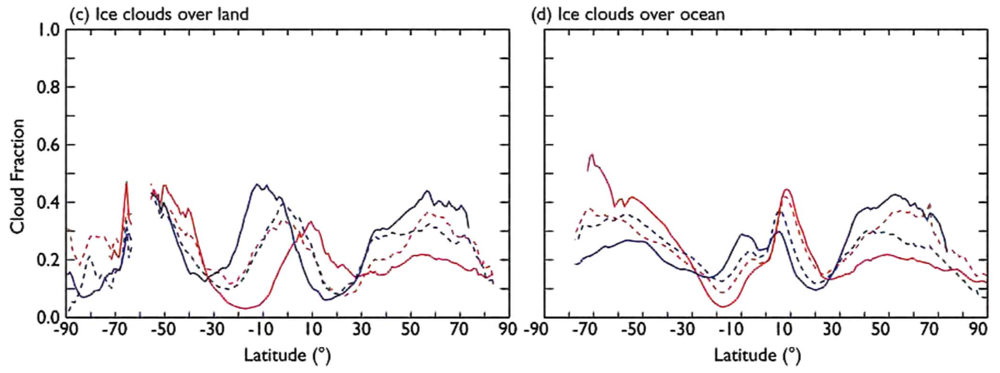 (c) Ice clouds over land
(d) Ice clouds over ocean
Cloud Fraction
1.0
0.8
0.6
0.4
0.2
0.0
-90 -70 -50 -30 -10 10 30 50 70 90
-90 -70 -50 -30 -10 10 30 50 70 90
Latitude (°)
Latitude (°)